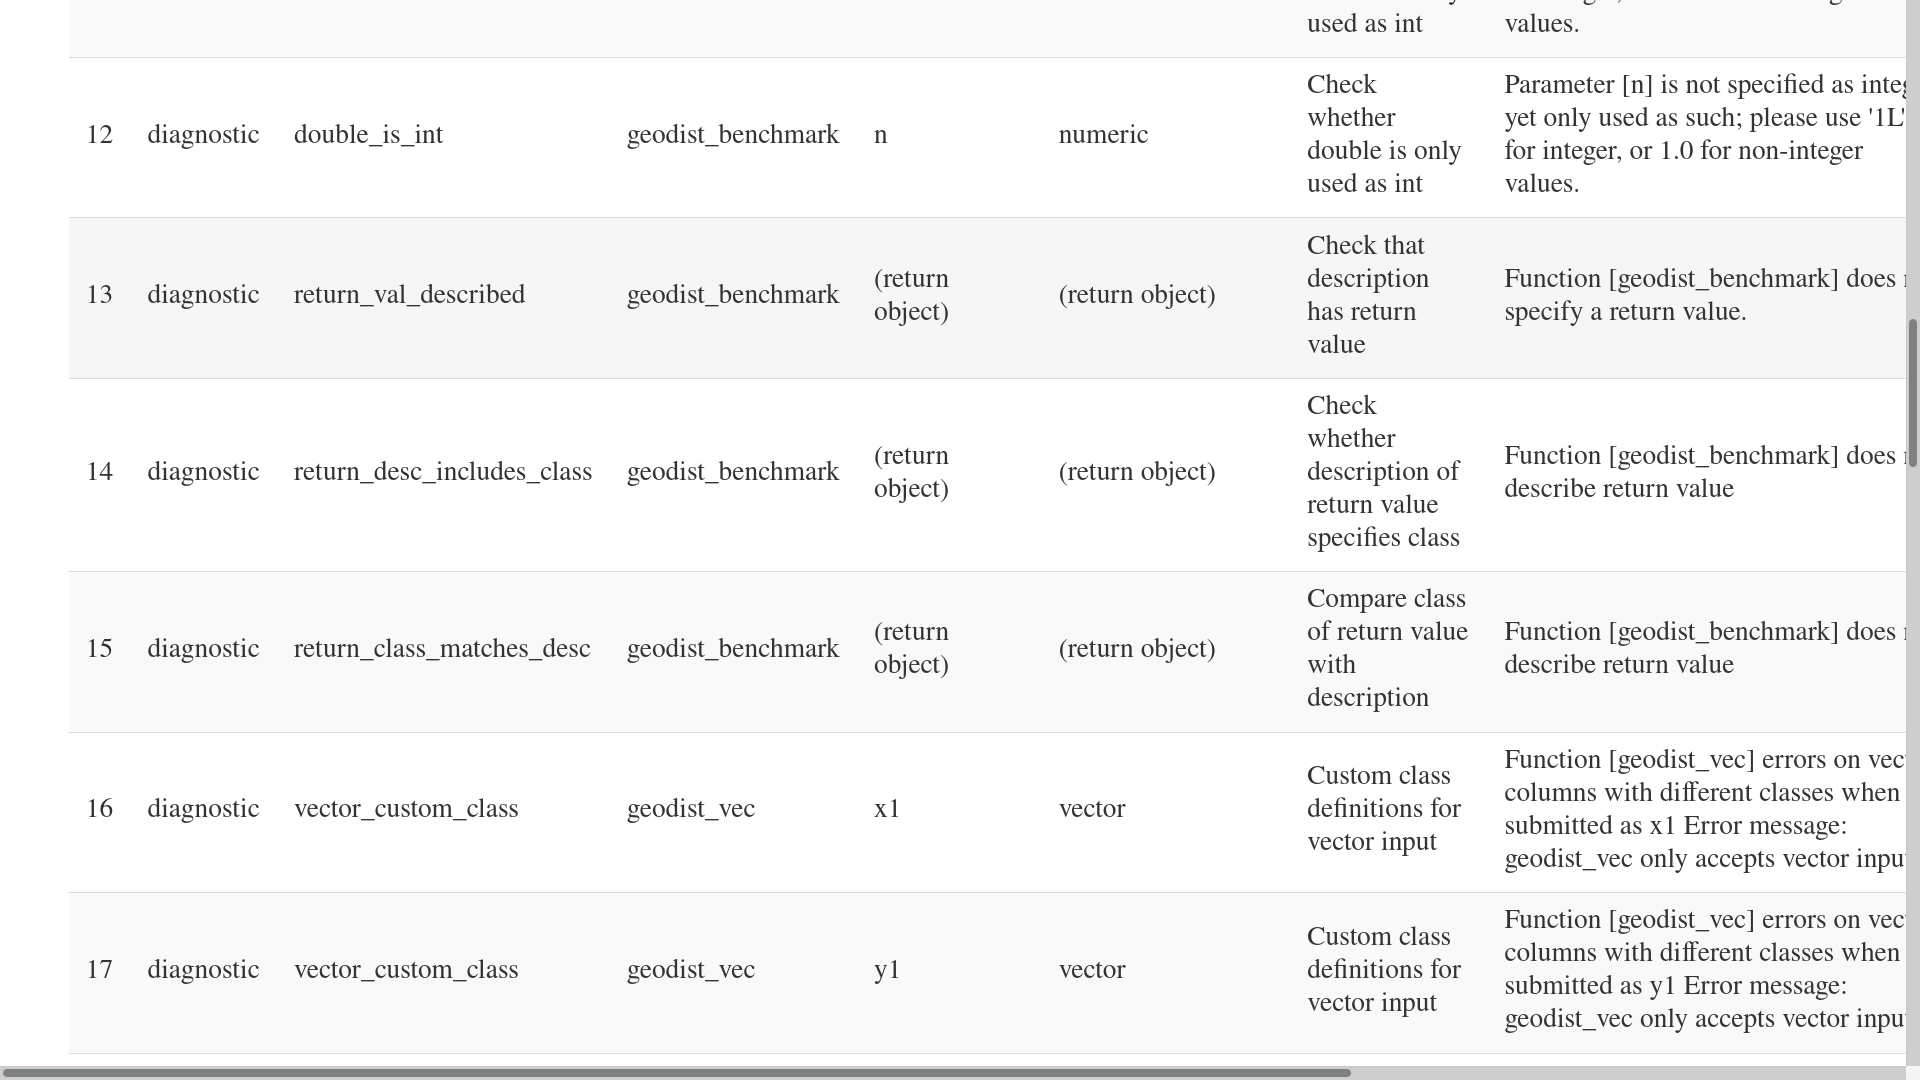 used as int
values.
12 diagnostic double_is_int geodist_benchmark n numeric
Check
whether
double is only
used as int
Parameter [n] is not specified as
yet only used as such; please use '1L'
for integer, or 1.0 for non-integer
values.
13 diagnostic return_val_described geodist_benchmark
(return
object)
(return object)
Check that
description
has return
value
Function [geodist_benchmark] does
specify a return value.
14 diagnostic return_desc_includes_class geodist_benchmark
(return
object)
(return object)
Check
whether
description of
return value
specifies class
Function [geodist_benchmark] does
describe return value
15 diagnostic return_class_matches_desc geodist_benchmark
(return
object)
(return object)
Compare class
of return value
with
description
Function [geodist_benchmark] does
describe return value
16 diagnostic vector_custom_class geodist_vec x1 vector
Custom class
definitions for
vector input
Function [geodist_vec] errors on
columns with different classes when
submitted as x1 Error message:
geodist_vec only accepts vector
17 diagnostic vector_custom_class geodist_vec y1 vector
Custom class
definitions for
vector input
Function [geodist_vec] errors on
columns with different classes when
submitted as y1 Error message:
geodist_vec only accepts vector